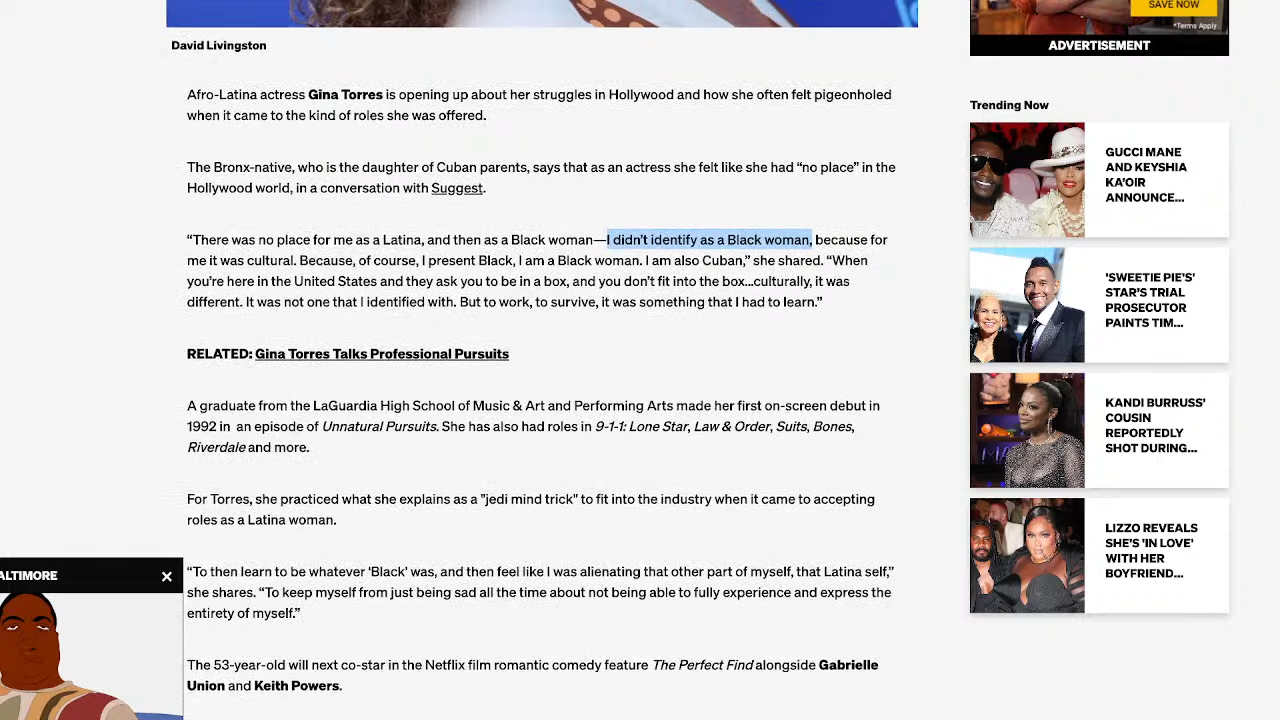 SAVE NOW
*Terms Apply
ADVERTISEMENT
David Livingston
Afro-Latina actress Gina Torres is opening up about her struggles in Hollywood and how she often felt pigeonholed
when it came to the kind of roles she was offered.
The Bronx-native, who is the daughter of Cuban parents, says that as an actress she felt like she had “no place” in the
Hollywood world, in a conversation with Suggest.
“There was no place for me as a Latina, and then as a Black woman—I didn’t identify as a Black woman, because for
me it was cultural. Because, of course, I present Black, I am a Black woman. I am also Cuban,” she shared. “When
you’re here in the United States and they ask you to be in a box, and you don’t fit into the box...culturally, it was
different. It was not one that I identified with. But to work, to survive, it was something that I had to learn.”
RELATED: Gina Torres Talks Professional Pursuits
A graduate from the LaGuardia High School of Music & Art and Performing Arts made her first on-screen debut in
1992 in an episode of Unnatural Pursuits. She has also had roles in 9-1-1: Lone Star, Law & Order, Suits, Bones,
Riverdale and more.
For Torres, she practiced what she explains as a "jedi mind trick" to fit into the industry when it came to accepting
roles as a Latina woman.
“To then learn to be whatever 'Black' was, and then feel like I was alienating that other part of myself, that Latina self,”
she shares. “To keep myself from just being sad all the time about not being able to fully experience and express the
entirety of myself.”
The 53-year-old will next co-star in the Netflix film romantic comedy feature The Perfect Find alongside Gabrielle
Union and Keith Powers.
ALTIMORE
Trending Now
GUCCI MANE
AND KEYSHIA
KA’OIR
ANNOUNCE...
'SWEETIE PIE’S'
STAR’S TRIAL
PROSECUTOR
PAINTS TIM...
KANDI BURRUSS’
COUSIN
REPORTEDLY
SHOT DURING...
LIZZO REVEALS
SHE’S 'IN LOVE'
WITH HER
BOYFRIEND...